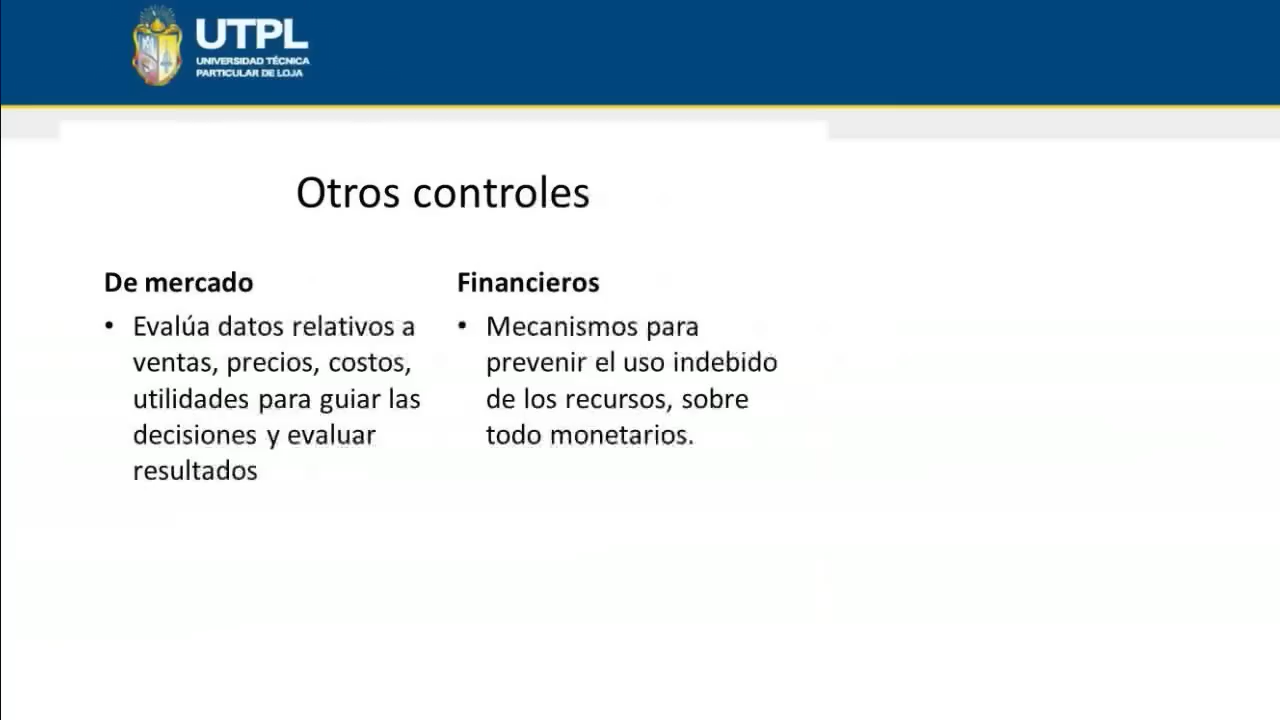 UTPL
UNIVERSIDAD TÉCNICA
PARTICULAR DE LOJA
Otros controles
De mercado
• Evalúa datos relativos a
ventas, precios, costos,
utilidades para guiar las
decisiones y evaluar
resultados
Financieros
• Mecanismos para
prevenir el uso indebido
de los recursos, sobre
todo monetarios.